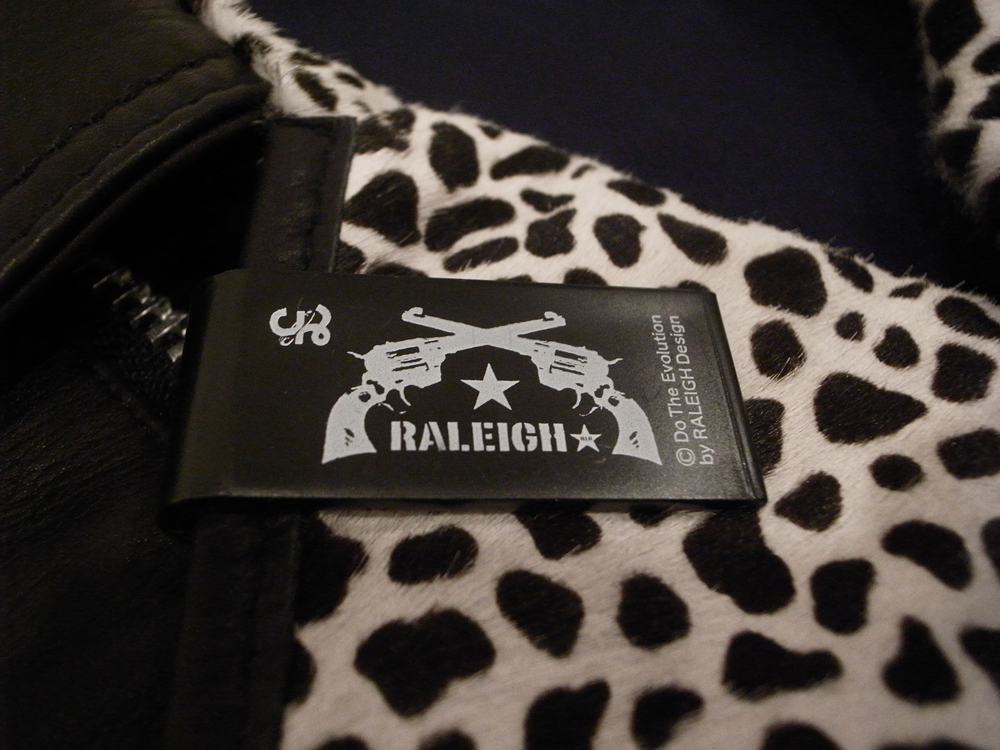 RALEIGH
© Do The Evolution
by RALEIGH Design